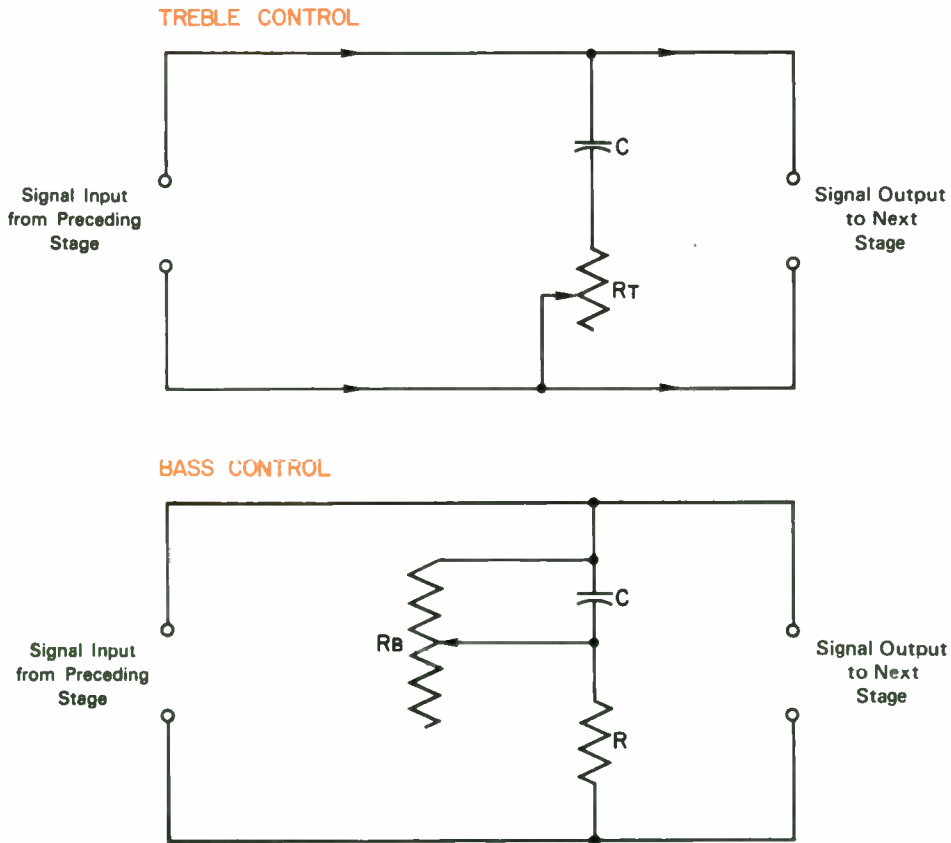 TREBLE CONTROL
C
Signal Input
from Preceding
Stage
Signal Output
to Next
Stage
RT
BASS CONTROL
C
RB
Signal Input
from Preceding
Stage
Signal Output
to Next
Stage
R